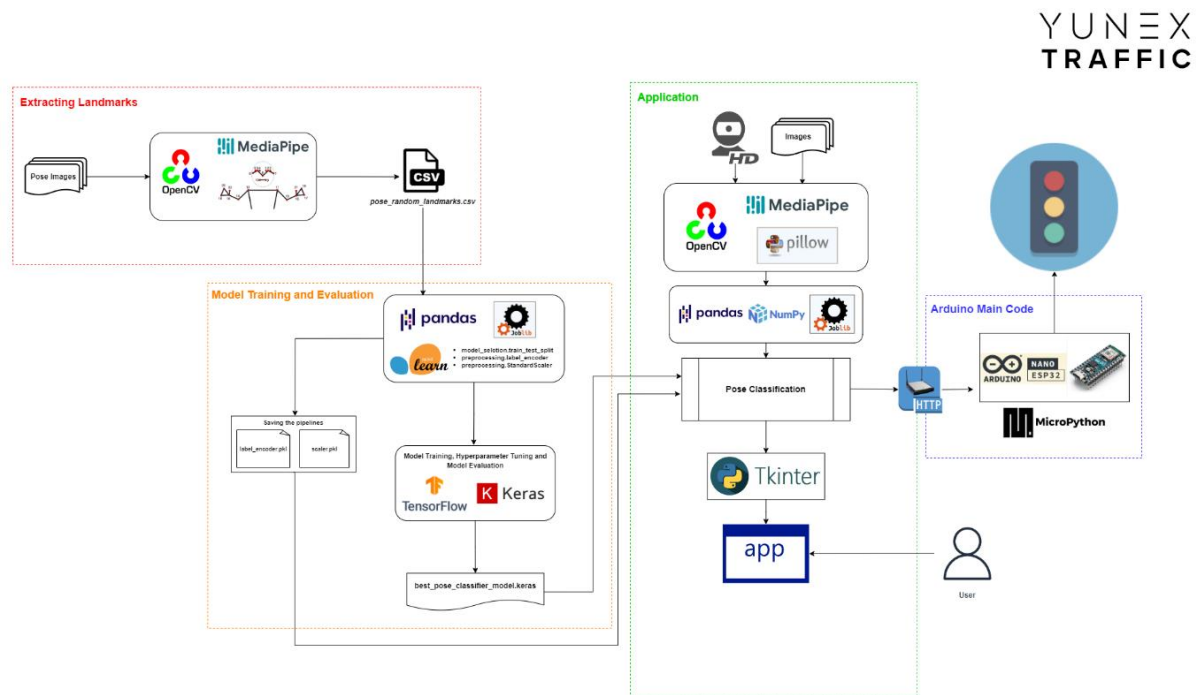 YUNEX
TRAFFIC
Extracting Landmarks
Pose Images
OpenCV
MediaPipe
CSV
pose_random_landmarks.csv
Model Training and Evaluation
pandas
Joblib
learn
model_selction.train_test_split
preprocessing.label_encoder
preprocessing.StandardScaler
Saving the pipelines
label_encoder.pkl
scaler.pkl
Model Training, Hyperparameter Tuning and
Model Evaluation
TensorFlow
K Keras
best_pose_classifier_model.keras
Application
HD
Images
OpenCV
MediaPipe
pillow
pandas
NumPy
Joblib
Pose Classification
HTTP
Tkinter
app
User
Arduino Main Code
ARDUINO
NANO
ESP32
MicroPython